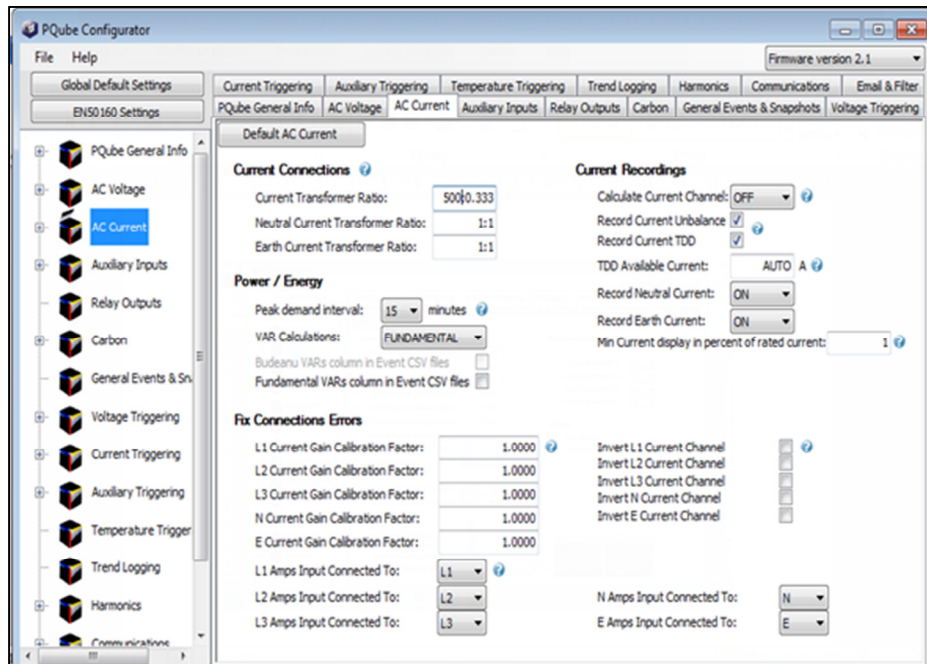 PQube Configurator
File Help
Firmware version 2.1
Global Default Settings
EN50160 Settings
PQube General Info
AC Voltage
AC Current
Auxiliary Inputs
Relay Outputs
Carbon
General Events & Sn
Voltage Triggering
Current Triggering
Auxiliary Triggering
Temperature Trigger
Trend Logging
Harmonics
Communications
Current Triggering Auxiliary Triggering Temperature Triggering Trend Logging Harmonics Communications Email & Filter
PQube General Info AC Voltage AC Current Auxiliary Inputs Relay Outputs Carbon General Events & Snapshots Voltage Triggering
Default AC Current
Current Connections
Current Transformer Ratio: 500:0.333
Neutral Current Transformer Ratio: 1:1
Earth Current Transformer Ratio: 1:1
Power / Energy
Peak demand interval: 15 minutes
VAR Calculations: FUNDAMENTAL
Budeanu VARs column in Event CSV files
Fundamental VARs column in Event CSV files
Current Recordings
Calculate Current Channel: OFF
Record Current Unbalance
Record Current TDD
TDD Available Current: AUTO A
Record Neutral Current: ON
Record Earth Current: ON
Min Current display in percent of rated current: 1
Fix Connections Errors
L1 Current Gain Calibration Factor: 1.0000
L2 Current Gain Calibration Factor: 1.0000
L3 Current Gain Calibration Factor: 1.0000
N Current Gain Calibration Factor: 1.0000
E Current Gain Calibration Factor: 1.0000
Invert L1 Current Channel
Invert L2 Current Channel
Invert L3 Current Channel
Invert N Current Channel
Invert E Current Channel
L1 Amps Input Connected To: L1
L2 Amps Input Connected To: L2
L3 Amps Input Connected To: L3
N Amps Input Connected To: N
E Amps Input Connected To: E